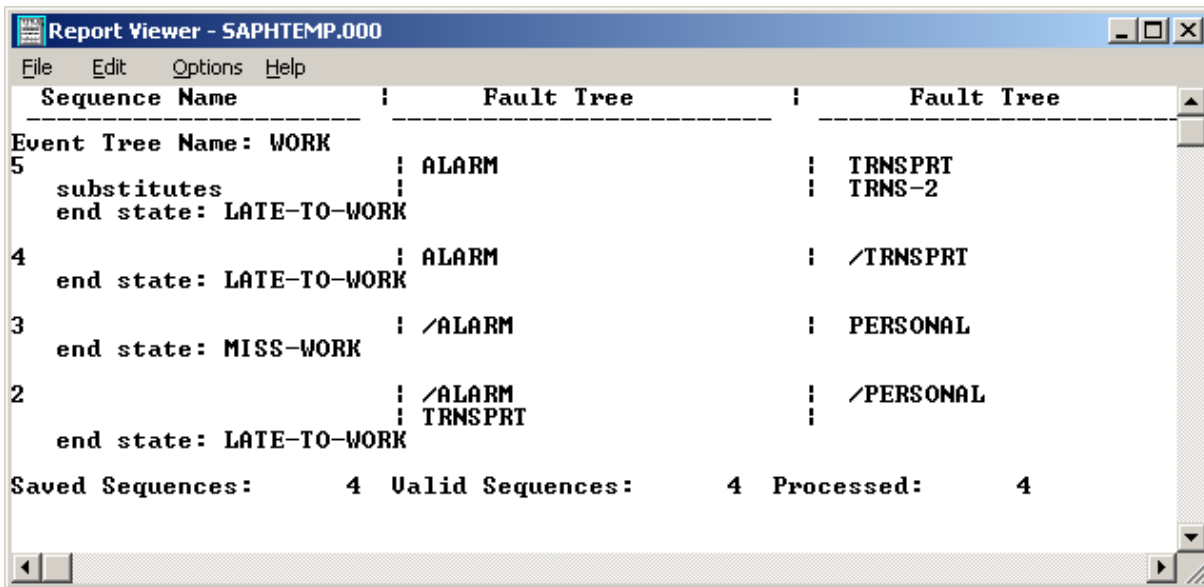 Report Viewer - SAPHTEMP.000
File Edit Options Help
Sequence Name ¦ Fault Tree ¦ Fault Tree
Event Tree Name: WORK
5 ¦ ALARM ¦ TRNSPRT
substitutes ¦ ¦ TRNS-2
end state: LATE-TO-WORK
4 ¦ ALARM ¦ /TRNSPRT
end state: LATE-TO-WORK
3 ¦ /ALARM ¦ PERSONAL
end state: MISS-WORK
2 ¦ /ALARM ¦ /PERSONAL
¦ TRNSPRT ¦
end state: LATE-TO-WORK
Saved Sequences: 4 Valid Sequences: 4 Processed: 4